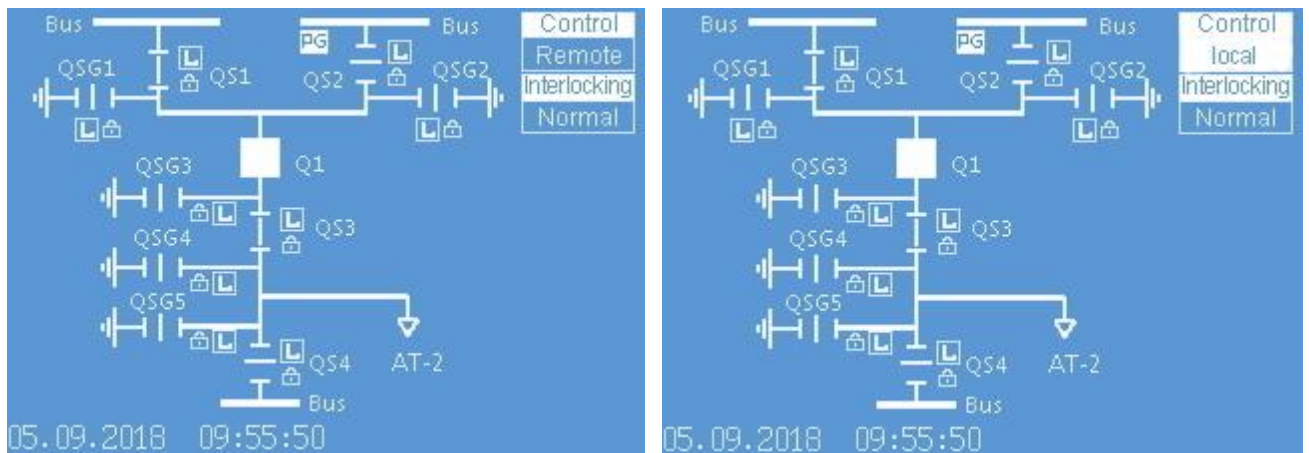 Bus
PG
Bus
Control
Remote
Interlocking
Normal
QSG1
L
QS1
QS2
L
QSG2
L
L
Q1
QSG3
L
L
QS3
QSG4
L
QSG5
L
L
QS4
AT-2
Bus
05.09.2018 09:55:50
Bus
PG
Bus
Control
local
Interlocking
Normal
QSG1
L
QS1
QS2
L
QSG2
L
L
Q1
QSG3
L
L
QS3
QSG4
L
QSG5
L
L
QS4
AT-2
Bus
05.09.2018 09:55:50